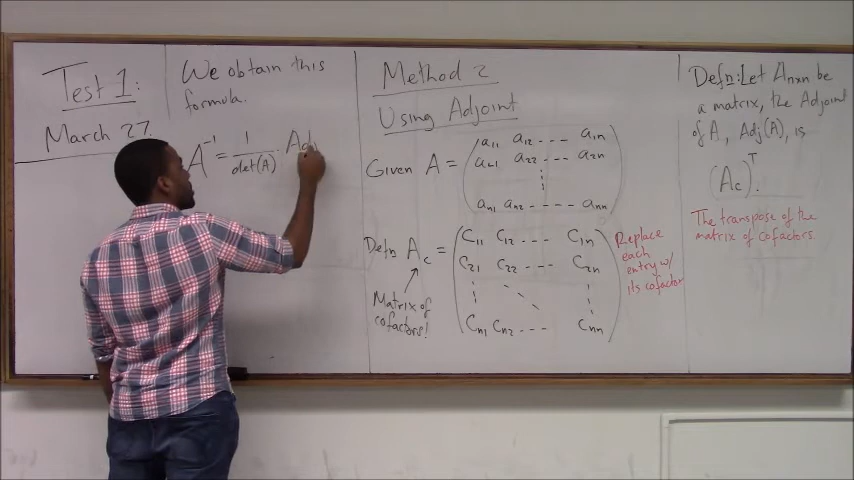 Test 1:
March 27.
We obtain this
formula.
A⁻¹ = 1/det(A) · Adj
Method 2
Using Adjoint
Given A = (a11 a12 --- a1n
a21 a22 --- a2n
⋮
an1 an2 ---- ann)
Defn Ac = (C11 C12 --- C1n
C21 C22 --- C2n
⋮ ⋱ ⋮
Cn1 Cn2 --- Cnn)
Matrix of
cofactors!
Replace
each
entry w/
its cofactor
Defn: Let Anxn be
a matrix, the Adjoint
of A, Adj(A), is
(Ac)ᵀ.
The transpose of the
matrix of cofactors.